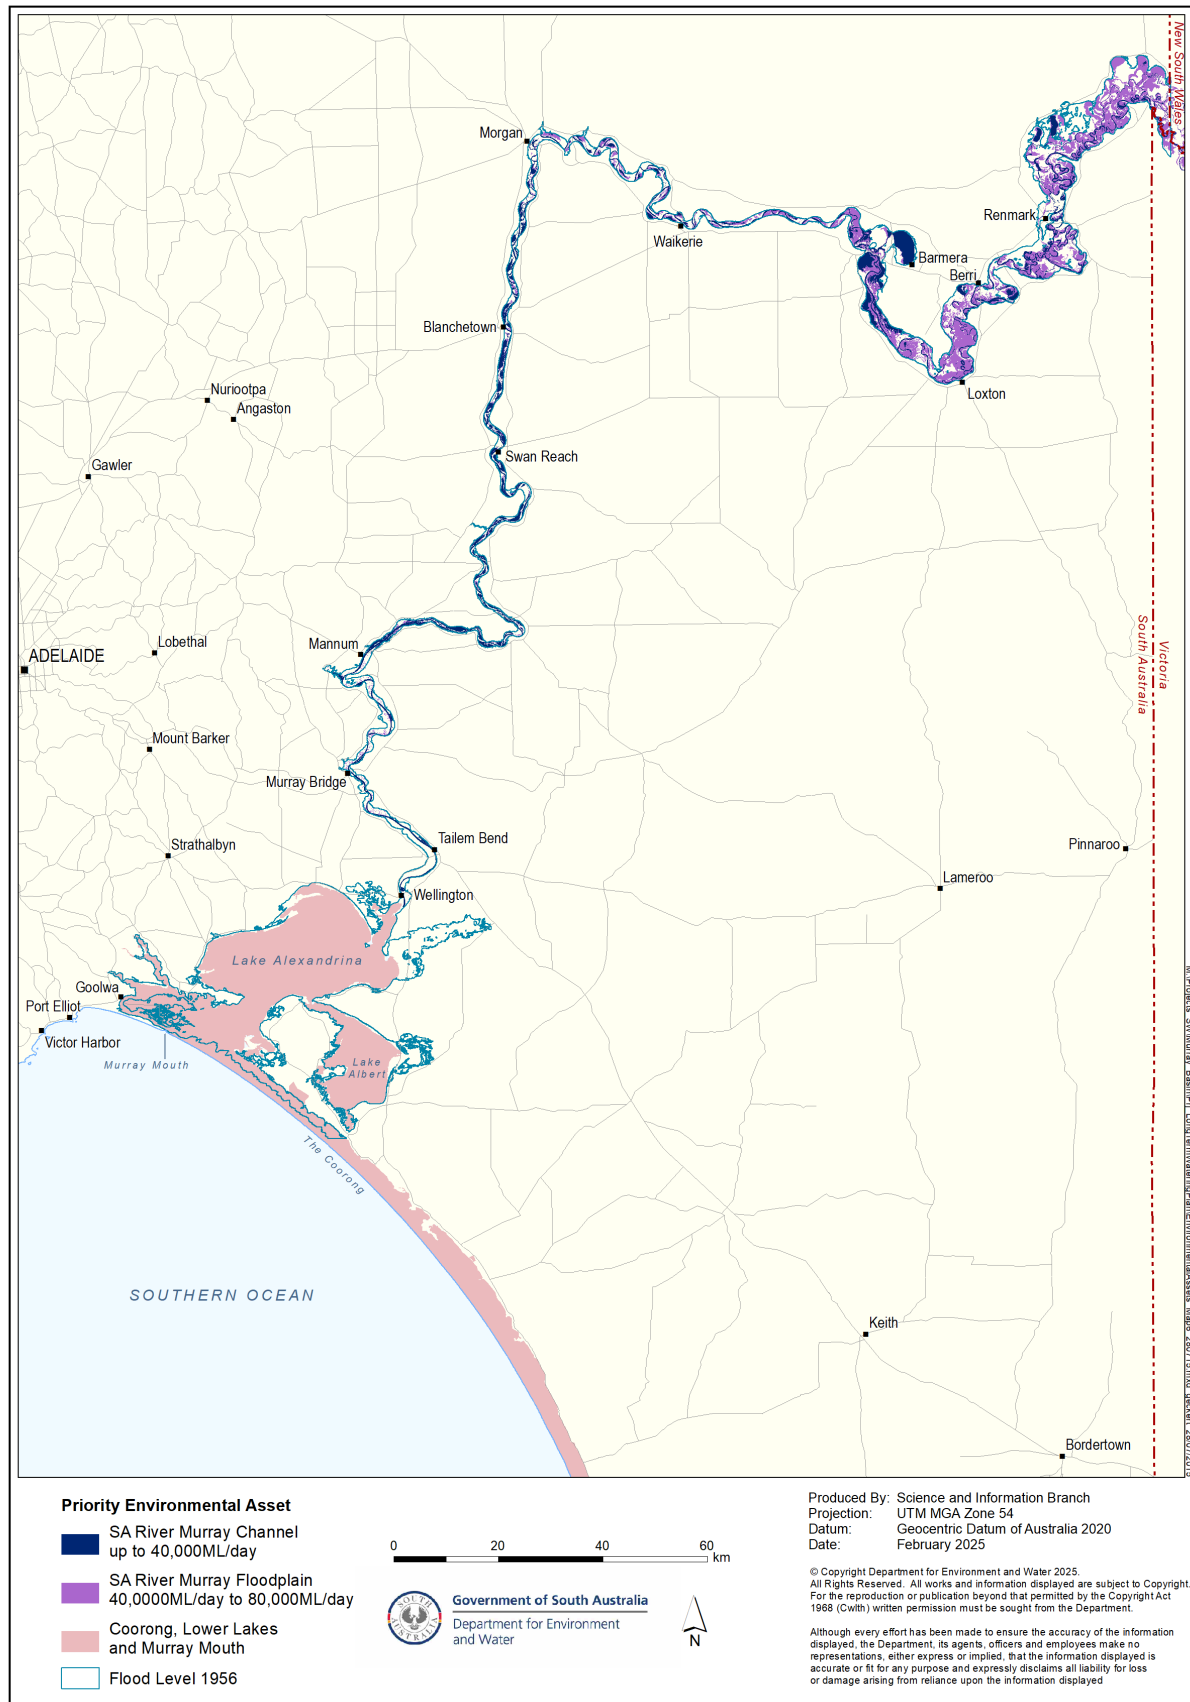 New South Wales
Morgan
Renmark
Waikerie
Barmera
Berri
Blanchetown
Loxton
Nuriootpa
Angaston
Swan Reach
Gawler
Lobethal
Mannum
ADELAIDE
South Australia
Victoria
Mount Barker
Murray Bridge
Tailem Bend
Strathalbyn
Pinnaroo
Lameroo
Wellington
Lake Alexandrina
Goolwa
Port Elliot
Victor Harbor
Murray Mouth
Lake
Albert
The Coorong
SOUTHERN OCEAN
Keith
Bordertown
Priority Environmental Asset
SA River Murray Channel
up to 40,000ML/day
SA River Murray Floodplain
40,0000ML/day to 80,000ML/day
Coorong, Lower Lakes
and Murray Mouth
Flood Level 1956
0 20 40 60
km
SOUTH
AUSTRALIA
Government of South Australia
Department for Environment
and Water
N
Produced By: Science and Information Branch
Projection: UTM MGA Zone 54
Datum: Geocentric Datum of Australia 2020
Date: February 2025
© Copyright Department for Environment and Water 2025.
All Rights Reserved. All works and information displayed are subject to Copyright.
For the reproduction or publication beyond that permitted by the Copyright Act
1968 (Cwlth) written permission must be sought from the Department.
Although every effort has been made to ensure the accuracy of the information
displayed, the Department, its agents, officers and employees make no
representations, either express or implied, that the information displayed is
accurate or fit for any purpose and expressly disclaims all liability for loss
or damage arising from reliance upon the information displayed